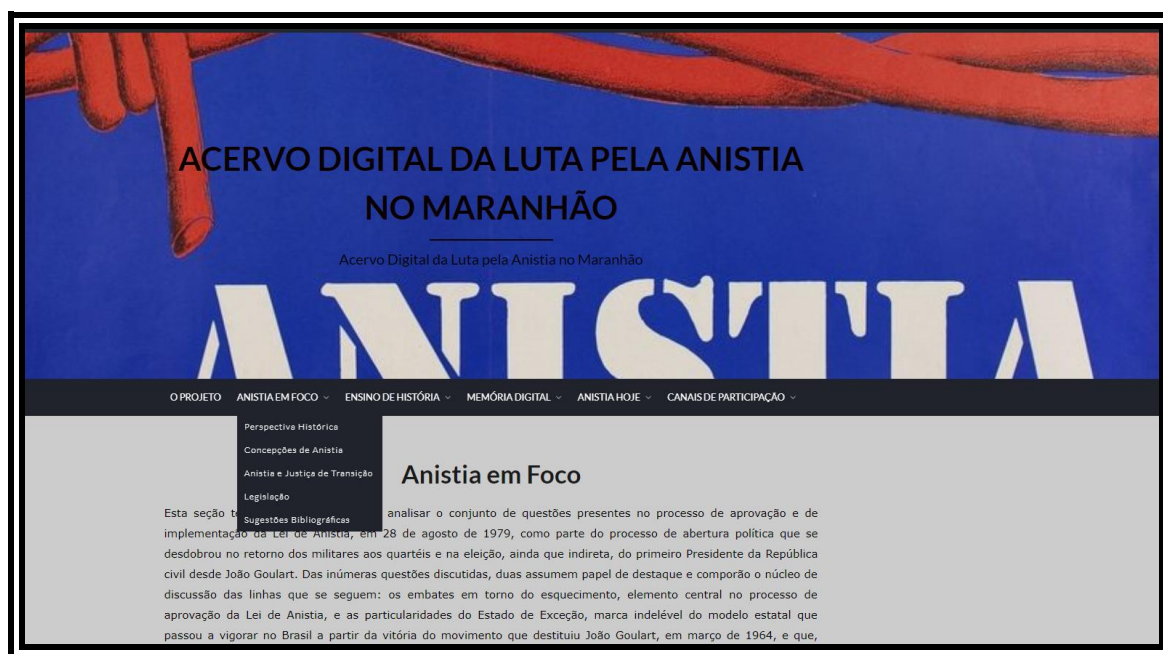 ACERVO DIGITAL DA LUTA PELA ANISTIA
NO MARANHÃO
Acervo Digital da Luta pela Anistia no Maranhão
ANISTIA
O PROJETO ANISTIA EM FOCO ENSINO DE HISTÓRIA MEMÓRIA DIGITAL ANISTIA HOJE CANAIS DE PARTICIPAÇÃO
Perspectiva Histórica
Concepções de Anistia
Anistia e Justiça de Transição
Legislação
Sugestões Bibliográficas
Anistia em Foco
Esta seção analisar o conjunto de questões presentes no processo de aprovação e de
implementação da Lei de Anistia, em 28 de agosto de 1979, como parte do processo de abertura política que se
desdobrou no retorno dos militares aos quartéis e na eleição, ainda que indireta, do primeiro Presidente da República
civil desde João Goulart. Das inúmeras questões discutidas, duas assumem papel de destaque e comporão o núcleo de
discussão das linhas que se seguem: os embates em torno do esquecimento, elemento central no processo de
aprovação da Lei de Anistia, e as particularidades do Estado de Exceção, marca indelével do modelo estatal que
passou a vigorar no Brasil a partir da vitória do movimento que destituiu João Goulart, em março de 1964, e que,